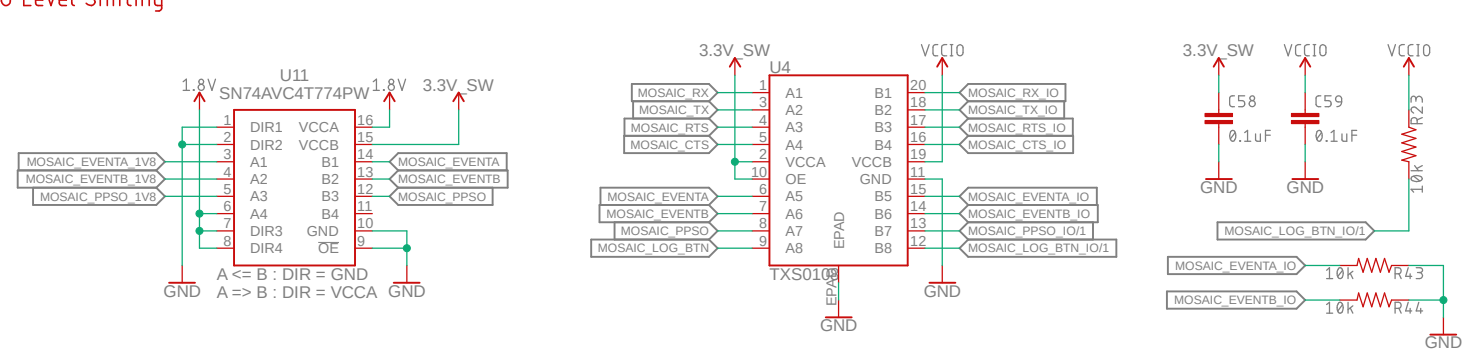 O Level Shifting
U11
SN74AVC4T774PW
1.8V
1.8V
3.3V_SW
1 DIR1 VCCA 16
2 DIR2 VCCB 15
MOSAIC_EVENTA_1V8 3 A1 B1 14 MOSAIC_EVENTA
MOSAIC_EVENTB_1V8 4 A2 B2 13 MOSAIC_EVENTB
MOSAIC_PPSO_1V8 5 A3 B3 12 MOSAIC_PPSO
6 A4 B4 11
7 DIR3 GND 10
8 DIR4 OE 9
A <= B : DIR = GND
A => B : DIR = VCCA
GND
GND
3.3V_SW
VCCIO
U4
MOSAIC_RX 1 A1 B1 20 MOSAIC_RX_IO
MOSAIC_TX 3 A2 B2 18 MOSAIC_TX_IO
MOSAIC_RTS 4 A3 B3 17 MOSAIC_RTS_IO
MOSAIC_CTS 5 A4 B4 16 MOSAIC_CTS_IO
2 VCCA VCCB 19
10 OE GND 11
MOSAIC_EVENTA 6 A5 B5 15 MOSAIC_EVENTA_IO
MOSAIC_EVENTB 7 A6 B6 14 MOSAIC_EVENTB_IO
MOSAIC_PPSO 8 A7 B7 13 MOSAIC_PPSO_IO/1
MOSAIC_LOG_BTN 9 A8 B8 12 MOSAIC_LOG_BTN_IO/1
EPAD
TXS0108
EPAD
GND
GND
3.3V_SW
VCCIO
VCCIO
C58
0.1uF
C59
0.1uF
R23
10k
GND
GND
MOSAIC_LOG_BTN_IO/1
MOSAIC_EVENTA_IO 10k R43
MOSAIC_EVENTB_IO 10k R44
GND